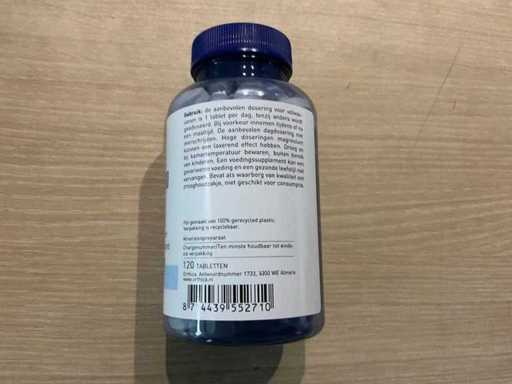 Gebruik: de aanbevolen dosering voor volwas-
senen is 1 tablet per dag, tenzij anders wordt
geadviseerd. Bij voorkeur innemen tijdens of na
een maaltijd. De aanbevolen dagdosering niet
overschrijden. Hoge doseringen magnesium
kunnen een laxerend effect hebben. Droog en
bij kamertemperatuur bewaren, buiten bereik
van kinderen. Een voedingssupplement kan een
gevarieerde voeding en een gezonde leefstijl niet
vervangen. Bevat als waarborg van kwaliteit een
drooghoudzakje, niet geschikt voor consumptie.
Pot gemaakt van 100% gerecycled plastic.
Verpakking is recyclebaar.
Mineralenpreparaat
Chargenummer/Ten minste houdbaar tot einde:
zie verpakking
120 TABLETTEN
Orthica, Antwoordnummer 1733, 1300 WE Almere
www.orthica.nl
8 74439 552710